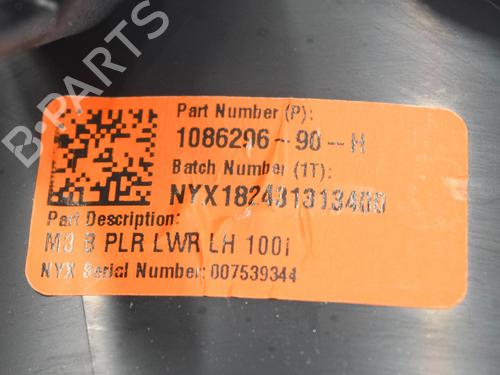 Part Number (P):
1086296-90--H
Batch Number (1T):
NYX182431313400
Part Description:
M3 B PLR LWR LH 100i
NYX Serial Number: 007539344
B-PARTS